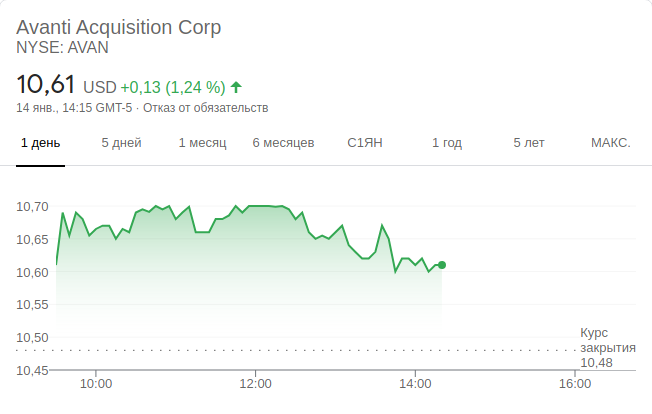 Avanti Acquisition Corp
NYSE: AVAN
10,61 USD +0,13 (1,24 %)
14 янв., 14:15 GMT-5 · Отказ от обязательств
1 день 5 дней 1 месяц 6 месяцев С1ЯН 1 год 5 лет МАКС.
10,70
10,65
10,60
10,55
10,50
Курс
закрытия
10,48
10,45
10:00 12:00 14:00 16:00